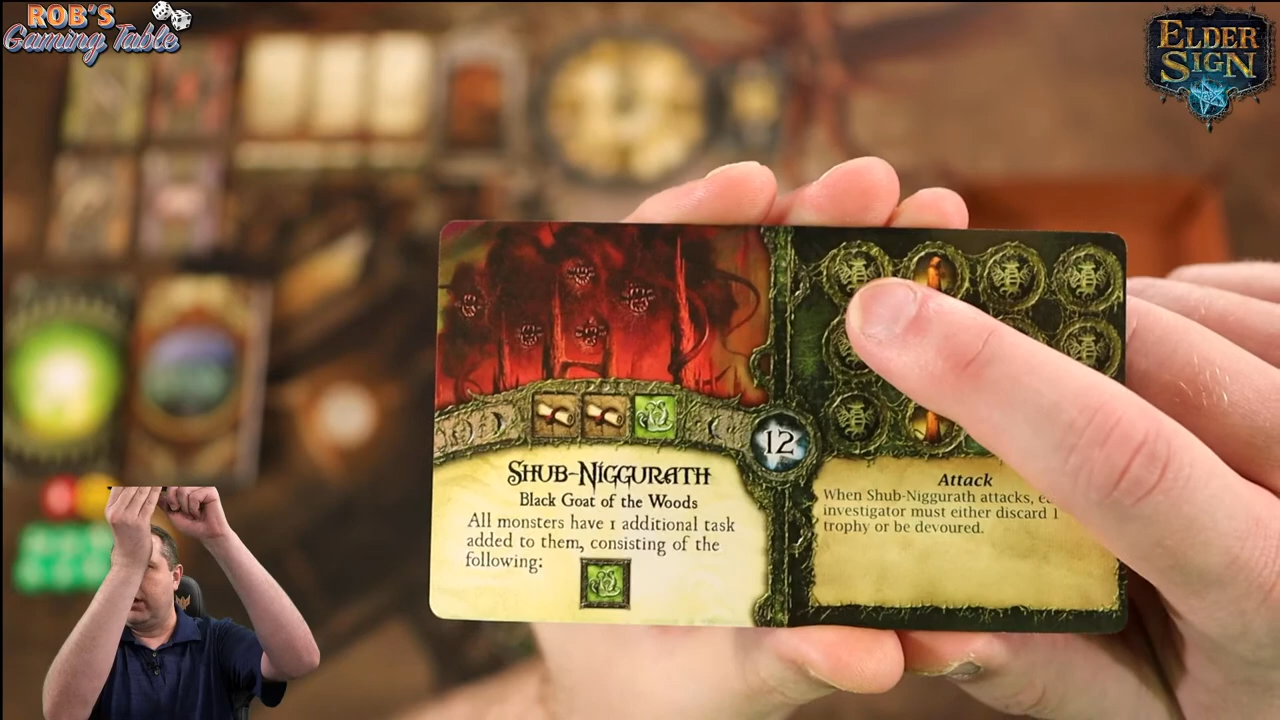 ROB'S
Gaming Table
ELDER
SIGN
12
SHUB-NIGGURATH
Black Goat of the Woods
All monsters have 1 additional task
added to them, consisting of the
following:
Attack
When Shub-Niggurath attacks,
investigator must either discard 1
trophy or be devoured.